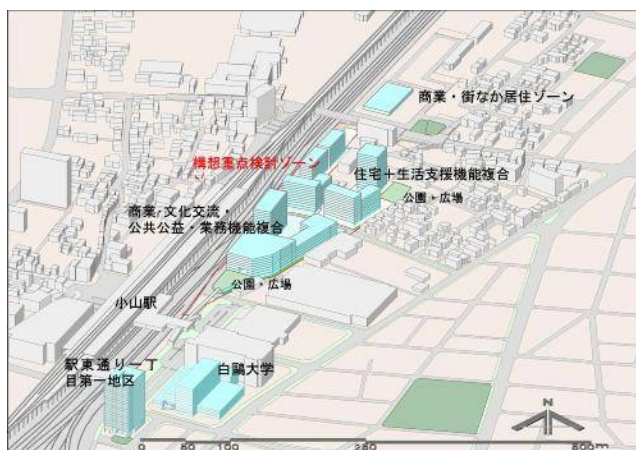 商業・街なか居住ゾーン
構想重点検討ゾーン
住宅+生活支援機能複合
公園・広場
商業・文化交流・
公共公益・業務機能複合
公園・広場
小山駅
駅東通り一丁
目第一地区
白鷗大学
N
0 50 100 250 500m